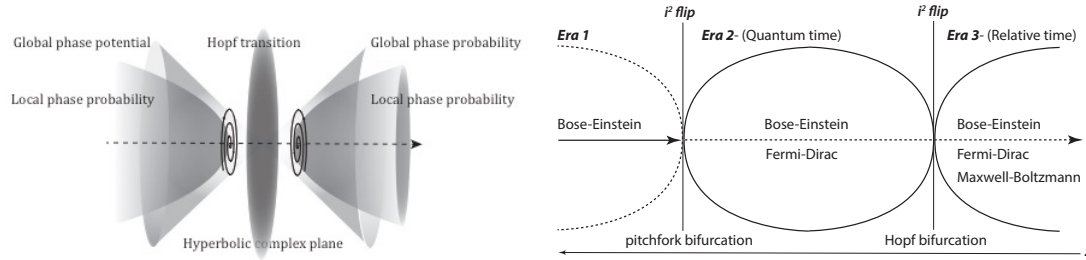 Global phase potential
Hopf transition
Global phase probability
Local phase probability
Local phase probability
Hyperbolic complex plane
i² flip
i² flip
Era 1
Era 2- (Quantum time)
Era 3- (Relative time)
Bose-Einstein
Bose-Einstein
Bose-Einstein
Fermi-Dirac
Fermi-Dirac
Maxwell-Boltzmann
pitchfork bifurcation
Hopf bifurcation